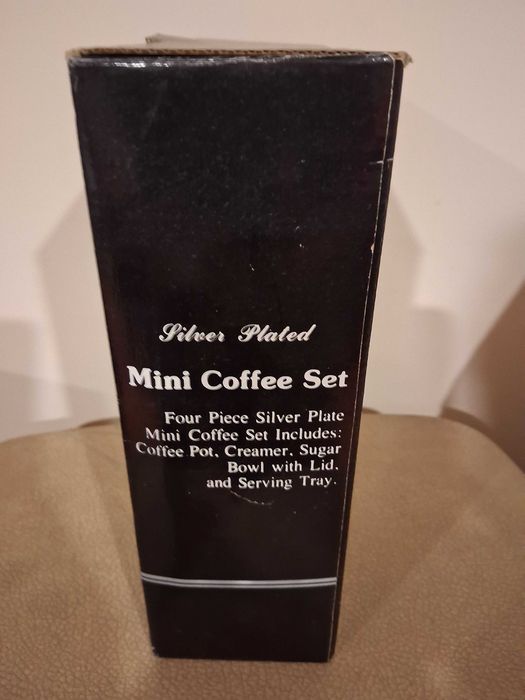 Silver Plated
Mini Coffee Set
Four Piece Silver Plate
Mini Coffee Set Includes:
Coffee Pot, Creamer, Sugar
Bowl with Lid,
and Serving Tray.